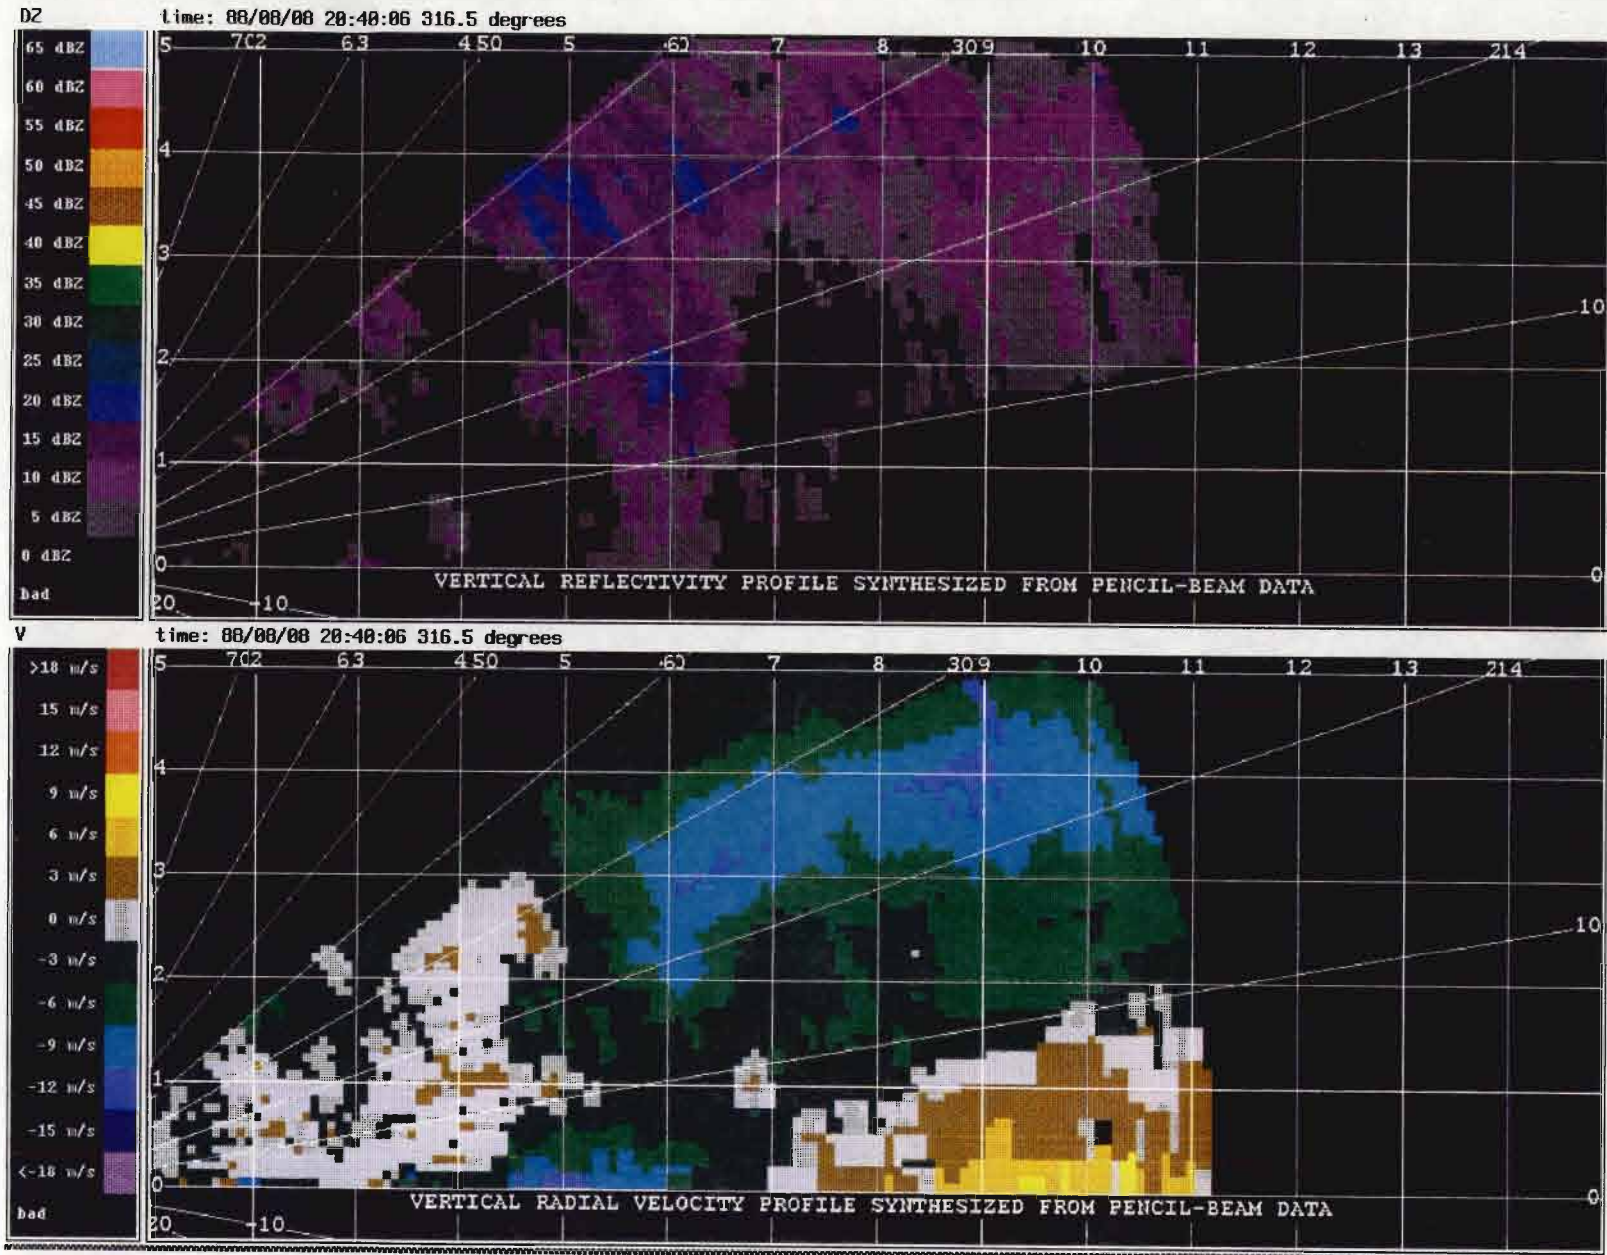 DZ time: 88/08/08 20:40:06 316.5 degrees
65 dBZ
60 dBZ
55 dBZ
50 dBZ
45 dBZ
40 dBZ
35 dBZ
30 dBZ
25 dBZ
20 dBZ
15 dBZ
10 dBZ
5 dBZ
0 dBZ
bad
5 702 63 450 5 60 7 8 309 10 11 12 13 214
4
3
10
2
1
0 0
VERTICAL REFLECTIVITY PROFILE SYNTHESIZED FROM PENCIL-BEAM DATA
20 -10
V time: 88/08/08 20:40:06 316.5 degrees
>18 m/s
15 m/s
12 m/s
9 m/s
6 m/s
3 m/s
0 m/s
-3 m/s
-6 m/s
-9 m/s
-12 m/s
-15 m/s
<-18 m/s
bad
5 702 63 450 5 60 7 8 309 10 11 12 13 214
4
3
10
2
1
0 0
VERTICAL RADIAL VELOCITY PROFILE SYNTHESIZED FROM PENCIL-BEAM DATA
20 -10